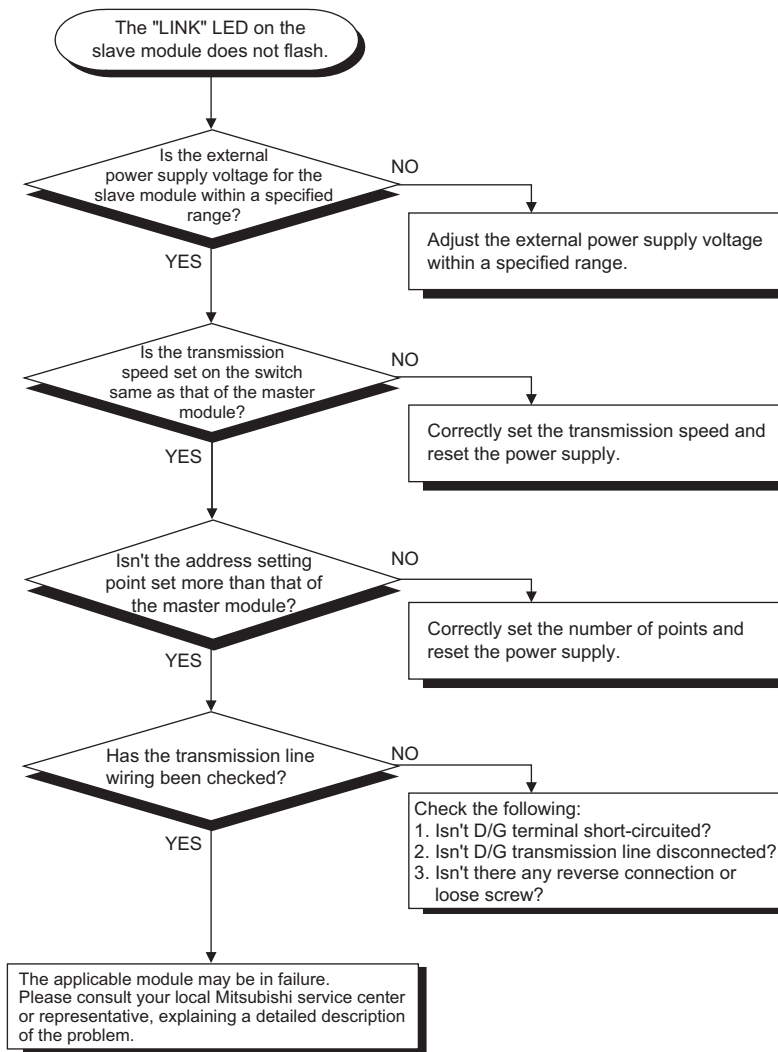 The "LINK" LED on the
slave module does not flash.
Is the external
power supply voltage for the
slave module within a specified
range?
NO
Adjust the external power supply voltage
within a specified range.
YES
Is the transmission
speed set on the switch
same as that of the master
module?
NO
Correctly set the transmission speed and
reset the power supply.
YES
Isn't the address setting
point set more than that of
the master module?
NO
Correctly set the number of points and
reset the power supply.
YES
Has the transmission line
wiring been checked?
NO
Check the following:
1. Isn't D/G terminal short-circuited?
2. Isn't D/G transmission line disconnected?
3. Isn't there any reverse connection or
loose screw?
YES
The applicable module may be in failure.
Please consult your local Mitsubishi service center
or representative, explaining a detailed description
of the problem.